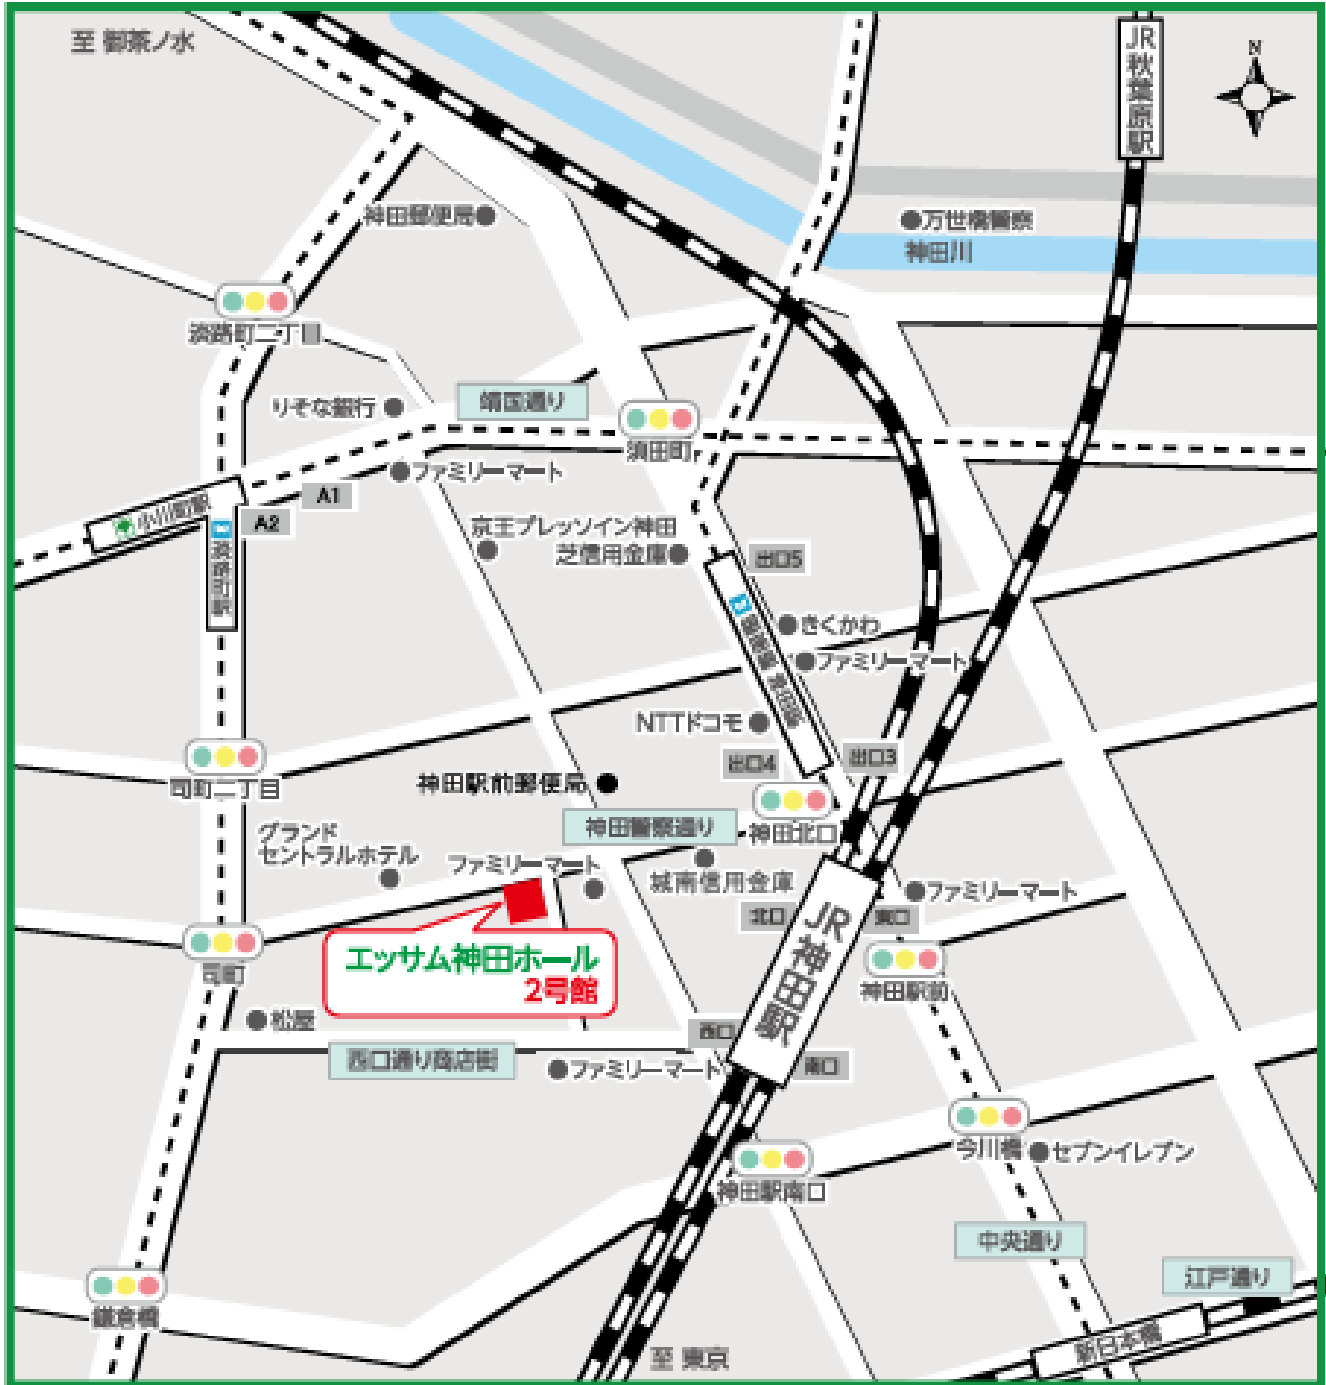 至 御茶ノ水
JR秋葉原駅
N
神田郵便局
万世橋警察
神田川
淡路町二丁目
りそな銀行
靖国通り
須田町
ファミリーマート
A1
小川町駅
A2
淡路町駅
京王プレッソイン神田
芝信用金庫
出口5
きくかわ
ファミリーマート
銀座線 神田駅
NTTドコモ
出口4
出口3
司町二丁目
神田駅前郵便局
神田警察通り
神田北口
グランド
セントラルホテル
ファミリーマート
城南信用金庫
ファミリーマート
北口
東口
JR神田駅
司町
エッサム神田ホール
2号館
神田駅前
松屋
西口
西口通り商店街
ファミリーマート
南口
今川橋
セブンイレブン
神田駅南口
中央通り
江戸通り
鎌倉橋
新日本橋
至 東京